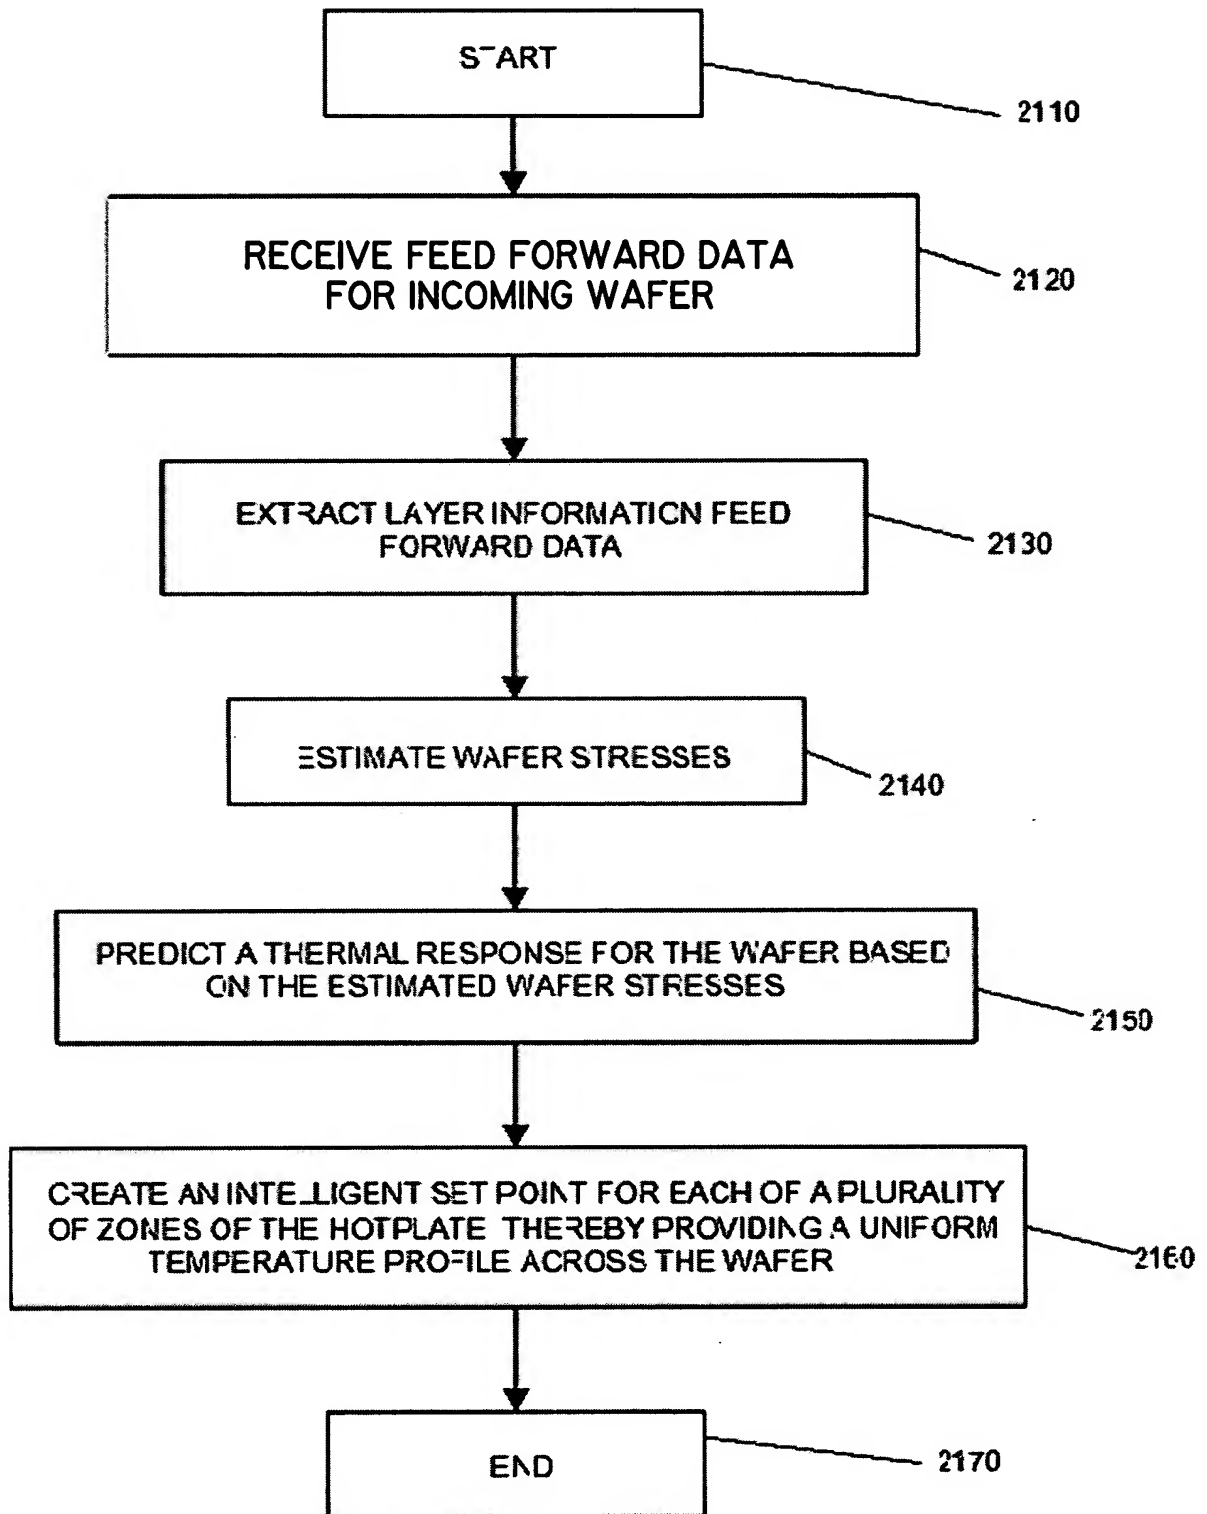 START
2110
RECEIVE FEED FORWARD DATA
FOR INCOMING WAFER
2120
EXTRACT LAYER INFORMATION FEED
FORWARD DATA
2130
ESTIMATE WAFER STRESSES
2140
PREDICT A THERMAL RESPONSE FOR THE WAFER BASED
ON THE ESTIMATED WAFER STRESSES
2150
CREATE AN INTELLIGENT SET POINT FOR EACH OF A PLURALITY
OF ZONES OF THE HOTPLATE THEREBY PROVIDING A UNIFORM
TEMPERATURE PROFILE ACROSS THE WAFER
2160
END
2170